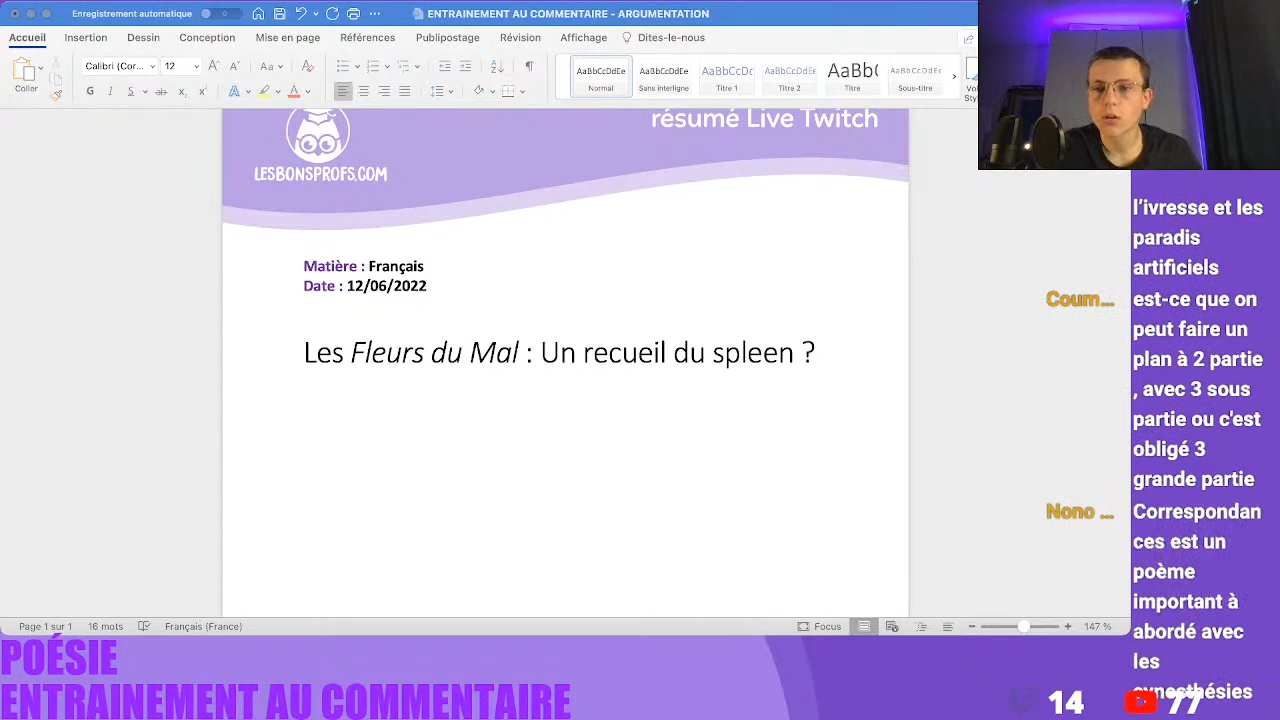 Enregistrement automatique
ENTRAINEMENT AU COMMENTAIRE - ARGUMENTATION
Accueil Insertion Dessin Conception Mise en page Références Publipostage Révision Affichage Dites-le-nous
Coller
Calibri (Cor... 12
AaBbCcDdEe
Normal
AaBbCcDdEe
Sans interligne
AaBbCcDc
Titre 1
AaBbCcDdEe
Titre 2
AaBb(
Titre
AaBbCcDdEe
Sous-titre
résumé Live Twitch
LESBONSPROFS.COM
Matière : Français
Date : 12/06/2022
Les Fleurs du Mal : Un recueil du spleen ?
l'ivresse et les
paradis
artificiels
Coum... est-ce que on
peut faire un
plan à 2 partie
, avec 3 sous
partie ou c'est
obligé 3
grande partie
Nono ... Correspondan
ces est un
poème
important à
abordé avec
les
synesthésies
Page 1 sur 1 16 mots Français (France) Focus 147 %
POÉSIE
ENTRAINEMENT AU COMMENTAIRE
14 77